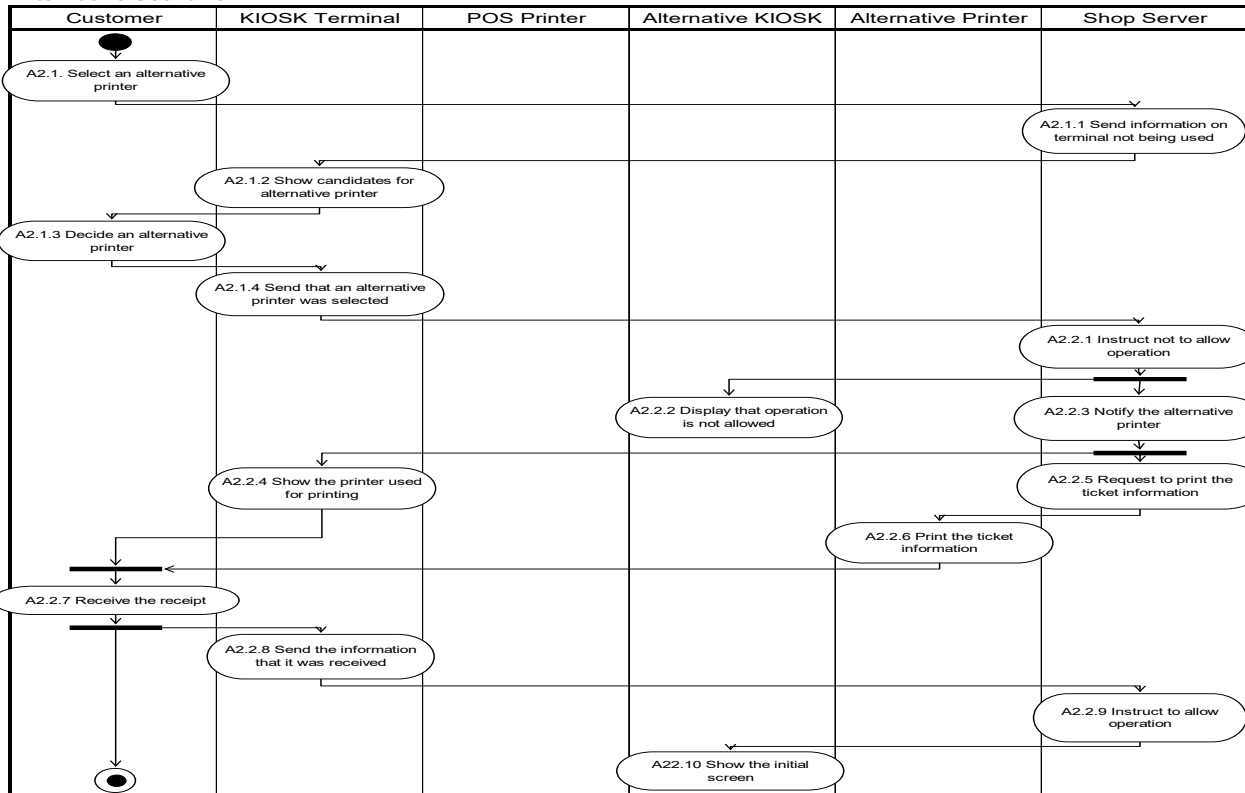 Customer
KIOSK Terminal
POS Printer
Alternative KIOSK
Alternative Printer
Shop Server
A2.1. Select an alternative
printer
A2.1.1 Send information on
terminal not being used
A2.1.2 Show candidates for
alternative printer
A2.1.3 Decide an alternative
printer
A2.1.4 Send that an alternative
printer was selected
A2.2.1 Instruct not to allow
operation
A2.2.2 Display that operation
is not allowed
A2.2.3 Notify the alternative
printer
A2.2.4 Show the printer used
for printing
A2.2.5 Request to print the
ticket information
A2.2.6 Print the ticket
information
A2.2.7 Receive the receipt
A2.2.8 Send the information
that it was received
A2.2.9 Instruct to allow
operation
A22.10 Show the initial
screen